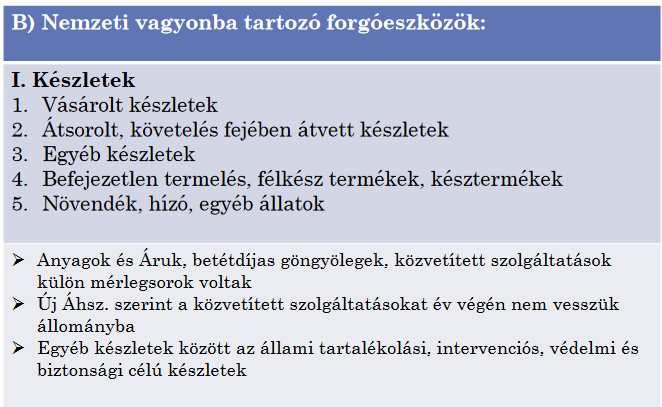 B) Nemzeti vagyonba tartozó forgóeszközök:
I. Készletek
1. Vásárolt készletek
2. Átsorolt, követelés fejében átvett készletek
3. Egyéb készletek
4. Befejezetlen termelés, félkész termékek, késztermékek
5. Növendék, hízó, egyéb állatok
➢ Anyagok és Áruk, betétdíjas göngyölegek, közvetített szolgáltatások
külön mérlegsorok voltak
➢ Új Áhsz. szerint a közvetített szolgáltatásokat év végén nem vesszük
állományba
➢ Egyéb készletek között az állami tartalékolási, intervenciós, védelmi és
biztonsági célú készletek